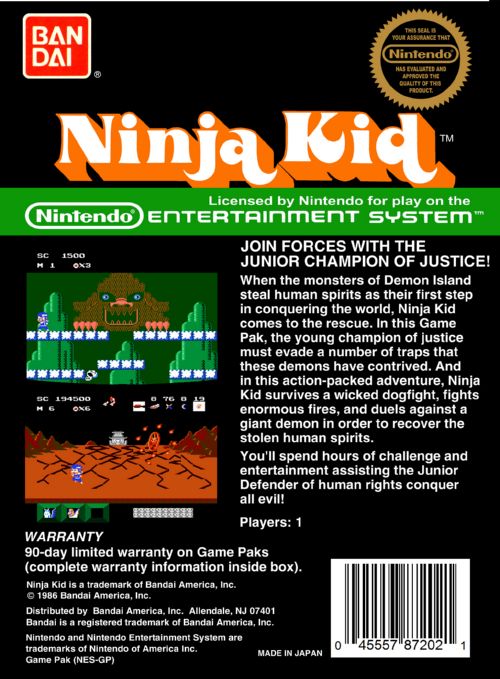 BAN
DAI
®
THIS SEAL IS
YOUR ASSURANCE THAT
Nintendo
HAS EVALUATED AND
APPROVED THE
QUALITY OF THIS
PRODUCT.
Ninja Kid™
Licensed by Nintendo for play on the
Nintendo® ENTERTAINMENT SYSTEM™
SC 1500
M 1 X3
SC 194500
M 6 X6
8 76 8 19
JOIN FORCES WITH THE
JUNIOR CHAMPION OF JUSTICE!
When the monsters of Demon Island
steal human spirits as their first step
in conquering the world, Ninja Kid
comes to the rescue. In this Game
Pak, the young champion of justice
must evade a number of traps that
these demons have contrived. And
in this action-packed adventure, Ninja
Kid survives a wicked dogfight, fights
enormous fires, and duels against a
giant demon in order to recover the
stolen human spirits.
You'll spend hours of challenge and
entertainment assisting the Junior
Defender of human rights conquer
all evil!
Players: 1
WARRANTY
90-day limited warranty on Game Paks
(complete warranty information inside box).
Ninja Kid is a trademark of Bandai America, Inc.
© 1986 Bandai America, Inc.
Distributed by Bandai America, Inc. Allendale, NJ 07401
Bandai is a registered trademark of Bandai America, Inc.
Nintendo and Nintendo Entertainment System are
trademarks of Nintendo of America Inc.
Game Pak (NES-GP)
MADE IN JAPAN
0 45557 87202 1